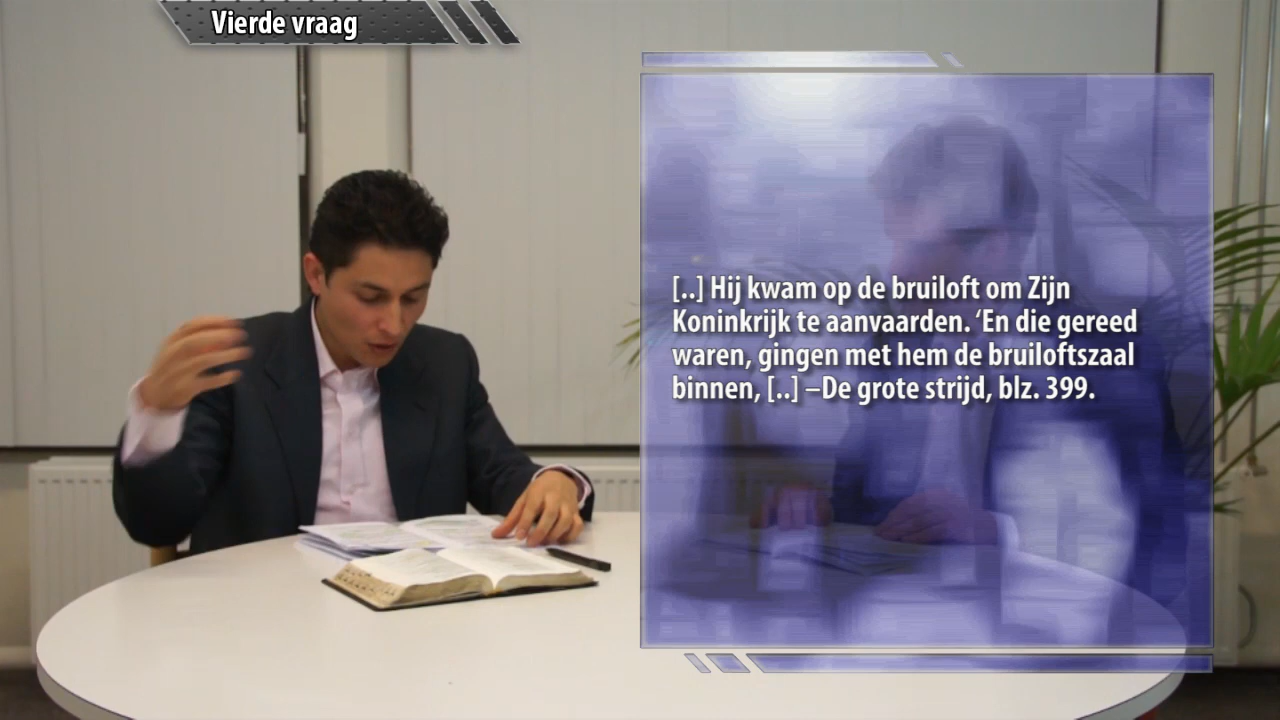 Vierde vraag
[..] Hij kwam op de bruiloft om Zijn
Koninkrijk te aanvaarden. ‘En die gereed
waren, gingen met hem de bruiloftszaal
binnen, [..] –De grote strijd, blz. 399.